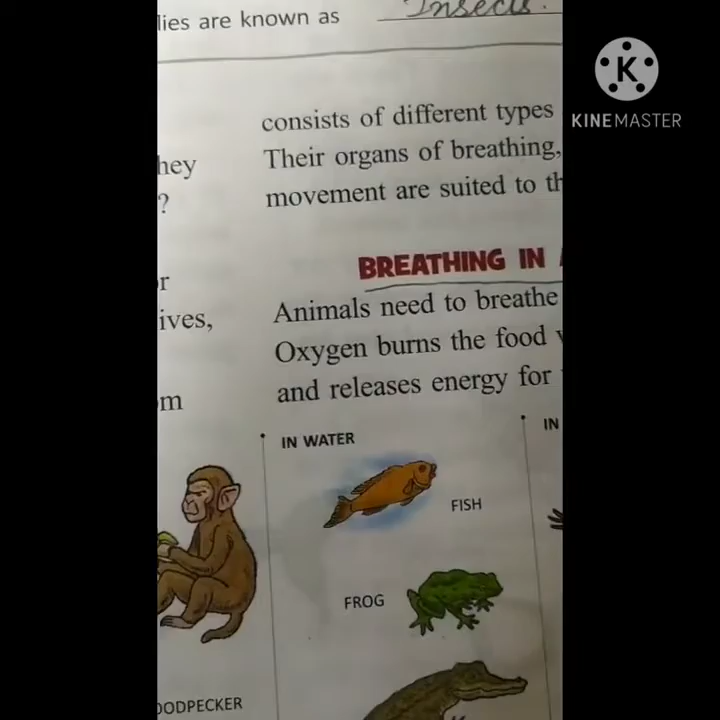 lies are known as Insects.
KINEMASTER
consists of different types
hey
Their organs of breathing,
?
movement are suited to th
BREATHING IN
r
ives,
Animals need to breathe
Oxygen burns the food
m
and releases energy for
IN WATER
IN
FISH
FROG
OODPECKER